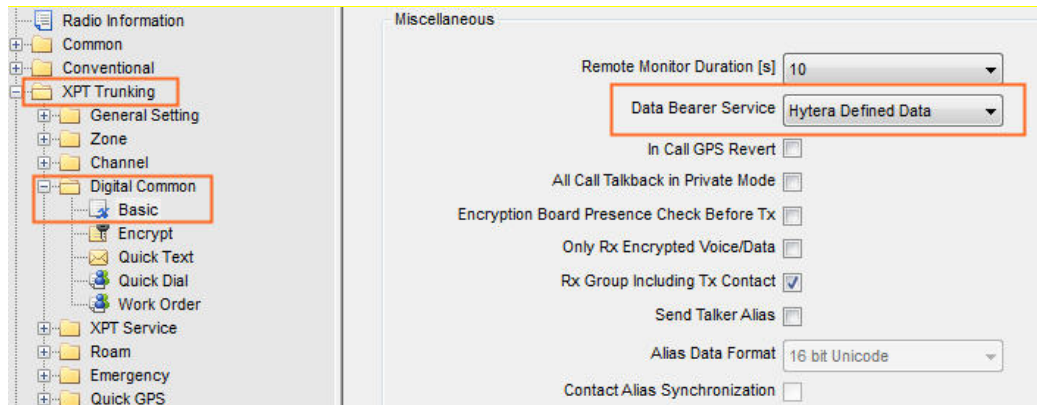 Radio Information
Common
Conventional
XPT Trunking
General Setting
Zone
Channel
Digital Common
Basic
Encrypt
Quick Text
Quick Dial
Work Order
XPT Service
Roam
Emergency
Quick GPS
Miscellaneous
Remote Monitor Duration [s] 10
Data Bearer Service Hytera Defined Data
In Call GPS Revert
All Call Talkback in Private Mode
Encryption Board Presence Check Before Tx
Only Rx Encrypted Voice/Data
Rx Group Including Tx Contact
Send Talker Alias
Alias Data Format 16 bit Unicode
Contact Alias Synchronization